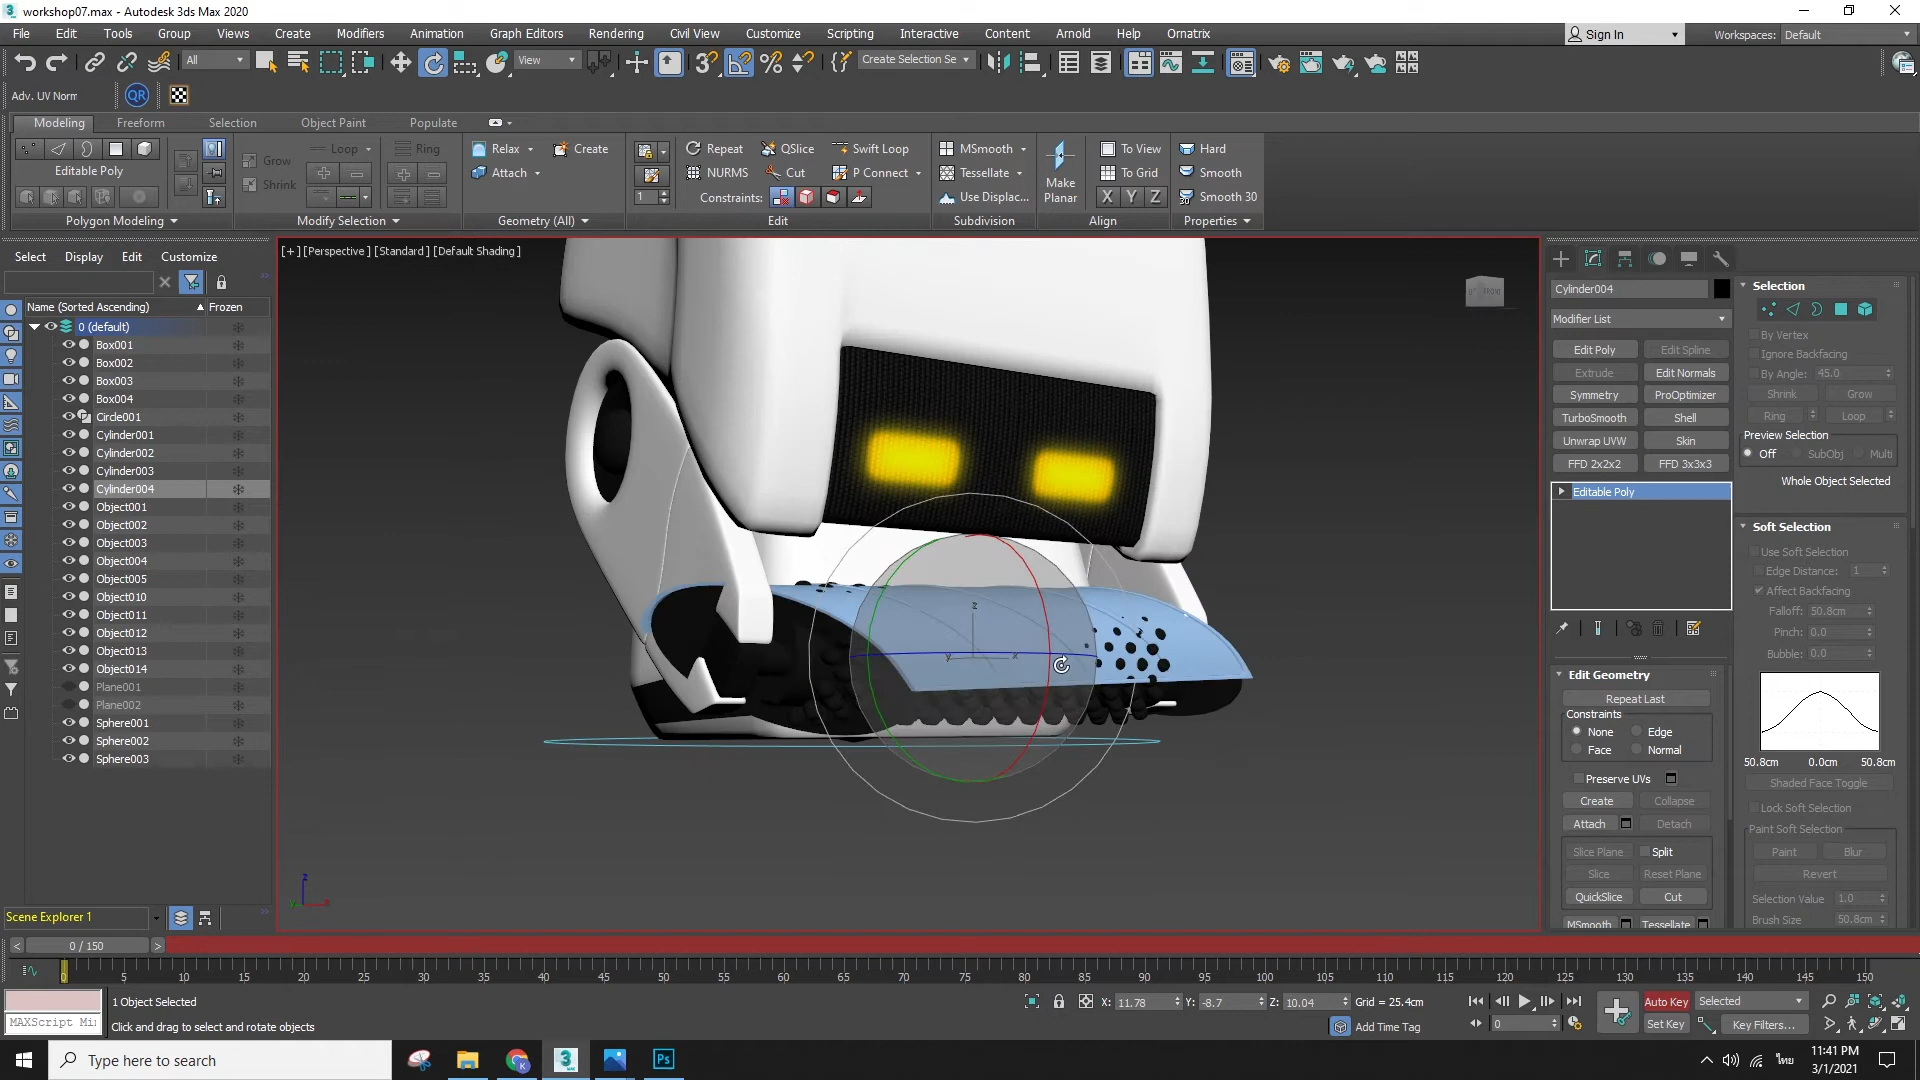 workshop07.max - Autodesk 3ds Max 2020
File Edit Tools Group Views Create Modifiers Animation Graph Editors Rendering Civil View Customize Scripting Interactive Content Arnold Help Ornatrix Sign In Workspaces: Default
All View Create Selection Se
Adv. UV Norm QR
Modeling Freeform Selection Object Paint Populate
Loop Ring Relax Create Repeat QSlice Swift Loop MSmooth To View Hard
Editable Poly Grow Attach NURMS Cut P Connect Tessellate Make Planar To Grid Smooth
Shrink 1 Constraints: Use Displac... X Y Z Smooth 30
Polygon Modeling Modify Selection Geometry (All) Edit Subdivision Align Properties
Select Display Edit Customize
Name (Sorted Ascending) Frozen
0 (default)
Box001
Box002
Box003
Box004
Circle001
Cylinder001
Cylinder002
Cylinder003
Cylinder004
Object001
Object002
Object003
Object004
Object005
Object010
Object011
Object012
Object013
Object014
Plane001
Plane002
Sphere001
Sphere002
Sphere003
Scene Explorer 1
[+] [Perspective ] [Standard ] [Default Shading ]
FRONT
z
y x
z
x
Cylinder004
Modifier List
Edit Poly Edit Spline
Extrude Edit Normals
Symmetry ProOptimizer
TurboSmooth Shell
Unwrap UVW Skin
FFD 2x2x2 FFD 3x3x3
Editable Poly
Edit Geometry
Repeat Last
Constraints
None Edge
Face Normal
Preserve UVs
Create Collapse
Attach Detach
Slice Plane Split
Slice Reset Plane
QuickSlice Cut
MSmooth Tessellate
Selection
By Vertex
Ignore Backfacing
By Angle: 45.0
Shrink Grow
Ring Loop
Preview Selection
Off SubObj Multi
Whole Object Selected
Soft Selection
Use Soft Selection
Edge Distance: 1
Affect Backfacing
Falloff: 50.8cm
Pinch: 0.0
Bubble: 0.0
50.8cm 0.0cm 50.8cm
Shaded Face Toggle
Lock Soft Selection
Paint Soft Selection
Paint Blur
Revert
Selection Value 1.0
Brush Size 50.8cm
< 0 / 150 >
0 5 10 15 20 25 30 35 40 45 50 55 60 65 70 75 80 85 90 95 100 105 110 115 120 125 130 135 140 145 150
1 Object Selected X: 11.78 Y: -8.7 Z: 10.04 Grid = 25.4cm Auto Key Selected
MAXScript Mi Click and drag to select and rotate objects Add Time Tag 0 Set Key Key Filters...
Type here to search
3
MAX
Ps
ไทย
11:41 PM
3/1/2021